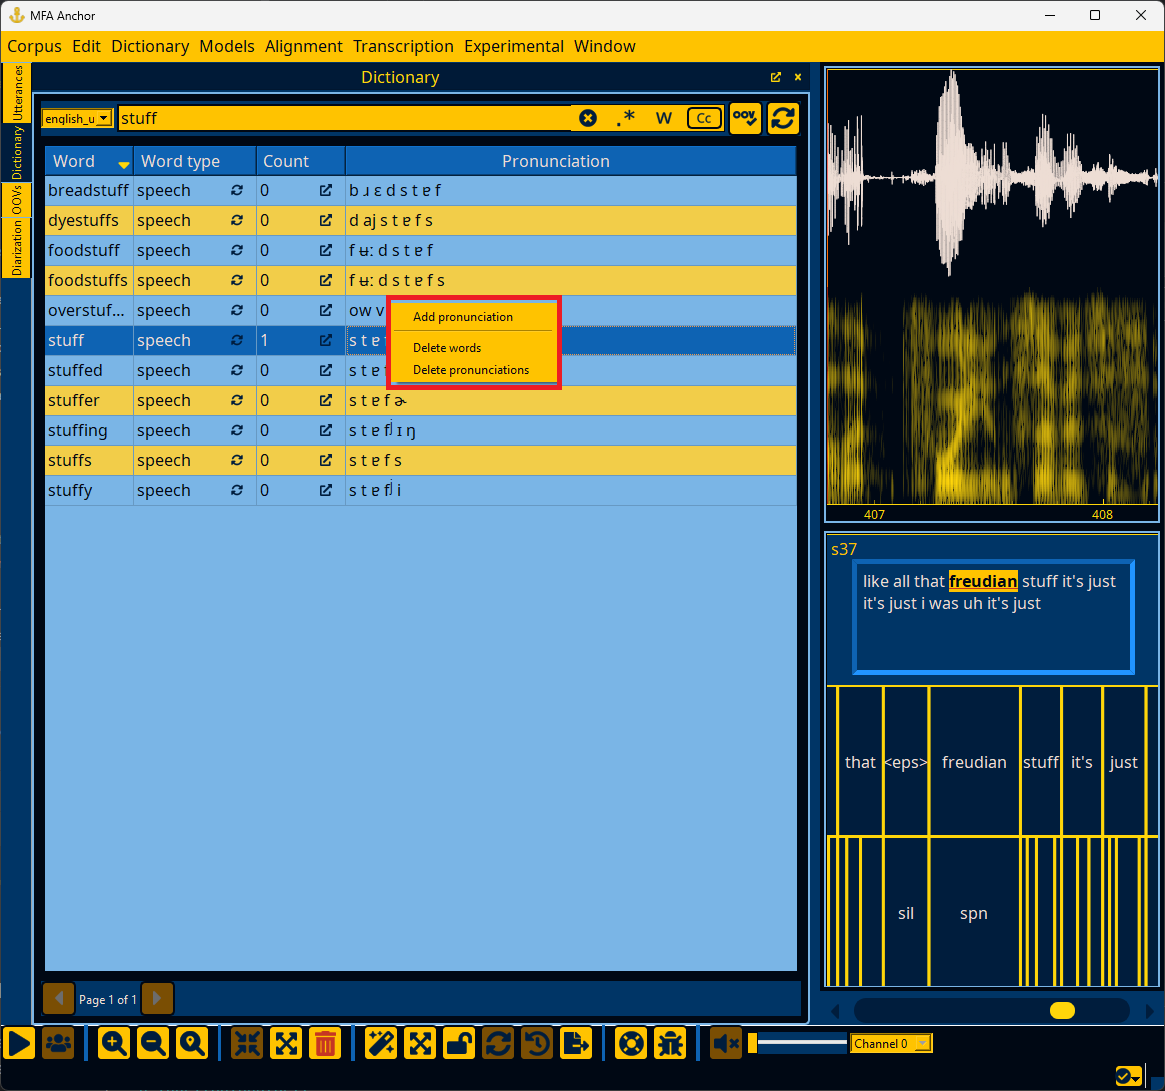 MFA Anchor
Corpus Edit Dictionary Models Alignment Transcription Experimental Window
Utterances
Dictionary
OOVs
Diarization
Dictionary
english_u stuff .* W Cc OOV
Word Word type Count Pronunciation
breadstuff speech 0 b ɹ ɛ d s t ɐ f
dyestuffs speech 0 d aj s t ɐ f s
foodstuff speech 0 f ʉː d s t ɐ f
foodstuffs speech 0 f ʉː d s t ɐ f s
overstuf... speech 0 ow v
stuff speech 1 s t ɐ
stuffed speech 0 s t ɐ
stuffer speech 0 s t ɐ f ɚ
stuffing speech 0 s t ɐ fʲ ɪ ŋ
stuffs speech 0 s t ɐ f s
stuffy speech 0 s t ɐ fʲ i
Add pronunciation
Delete words
Delete pronunciations
Page 1 of 1
407 408
s37
like all that freudian stuff it's just
it's just i was uh it's just
that <eps> freudian stuff it's just
sil spn
Channel 0